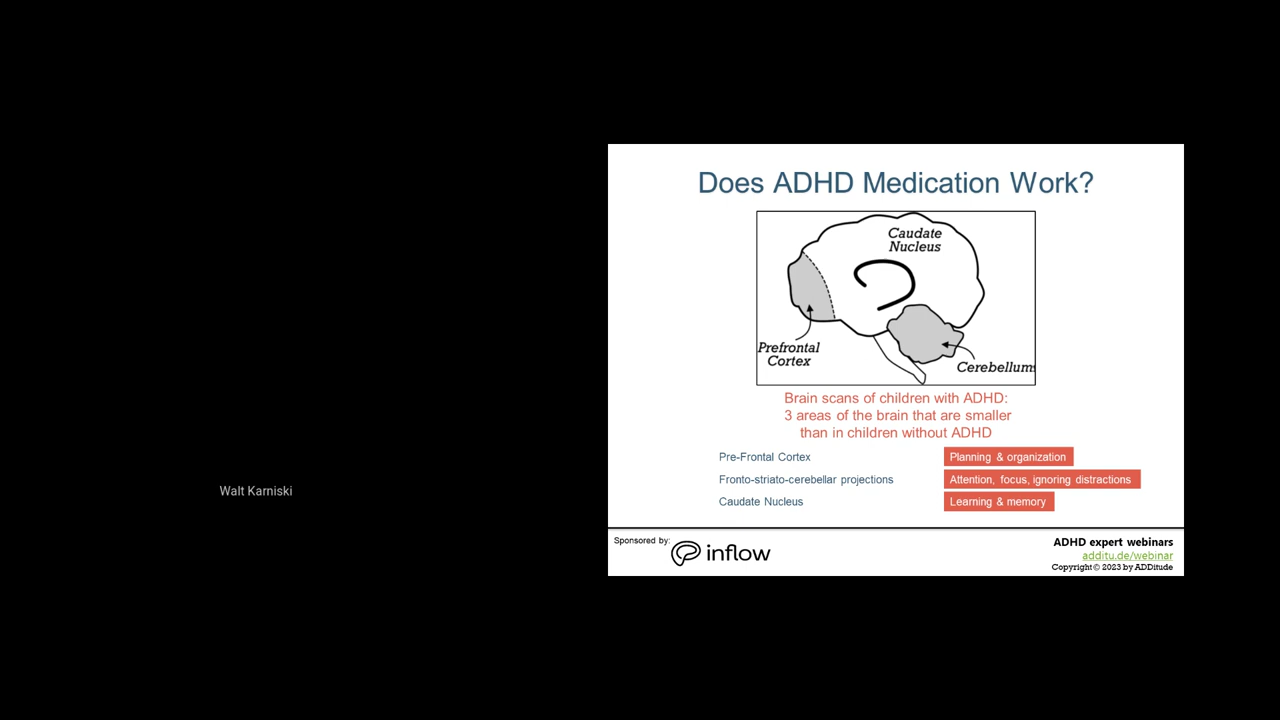 Walt Karniski
Does ADHD Medication Work?
Caudate
Nucleus
Prefrontal
Cortex
Cerebellum
Brain scans of children with ADHD:
3 areas of the brain that are smaller
than in children without ADHD
Pre-Frontal Cortex
Planning & organization
Fronto-striato-cerebellar projections
Attention, focus, ignoring distractions
Caudate Nucleus
Learning & memory
Sponsored by:
inflow
ADHD expert webinars
additu.de/webinar
Copyright © 2023 by ADDitude